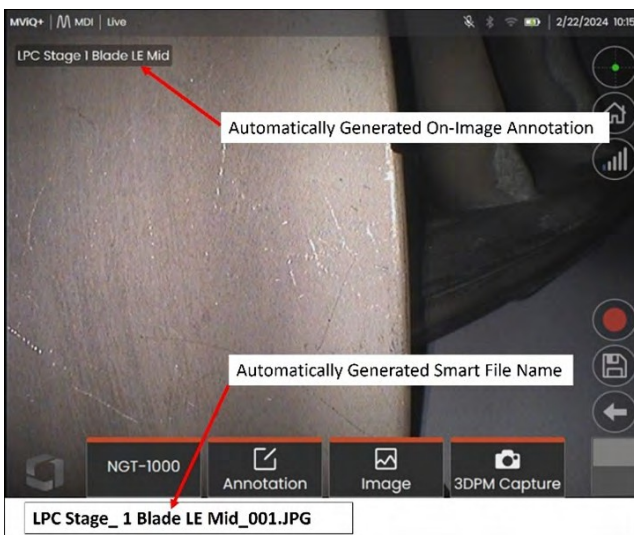 MViQ+ | MDI | Live 2/22/2024 10:15
LPC Stage 1 Blade LE Mid
Automatically Generated On-Image Annotation
Automatically Generated Smart File Name
NGT-1000
Annotation
Image
3DPM Capture
LPC Stage_ 1 Blade LE Mid_001.JPG